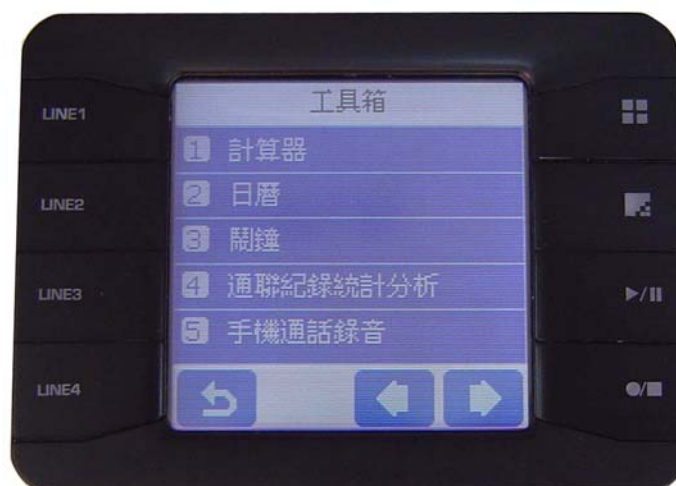 工具箱
1 計算器
2 日曆
3 鬧鐘
4 通聯紀錄統計分析
5 手機通話錄音
LINE1
LINE2
LINE3
LINE4